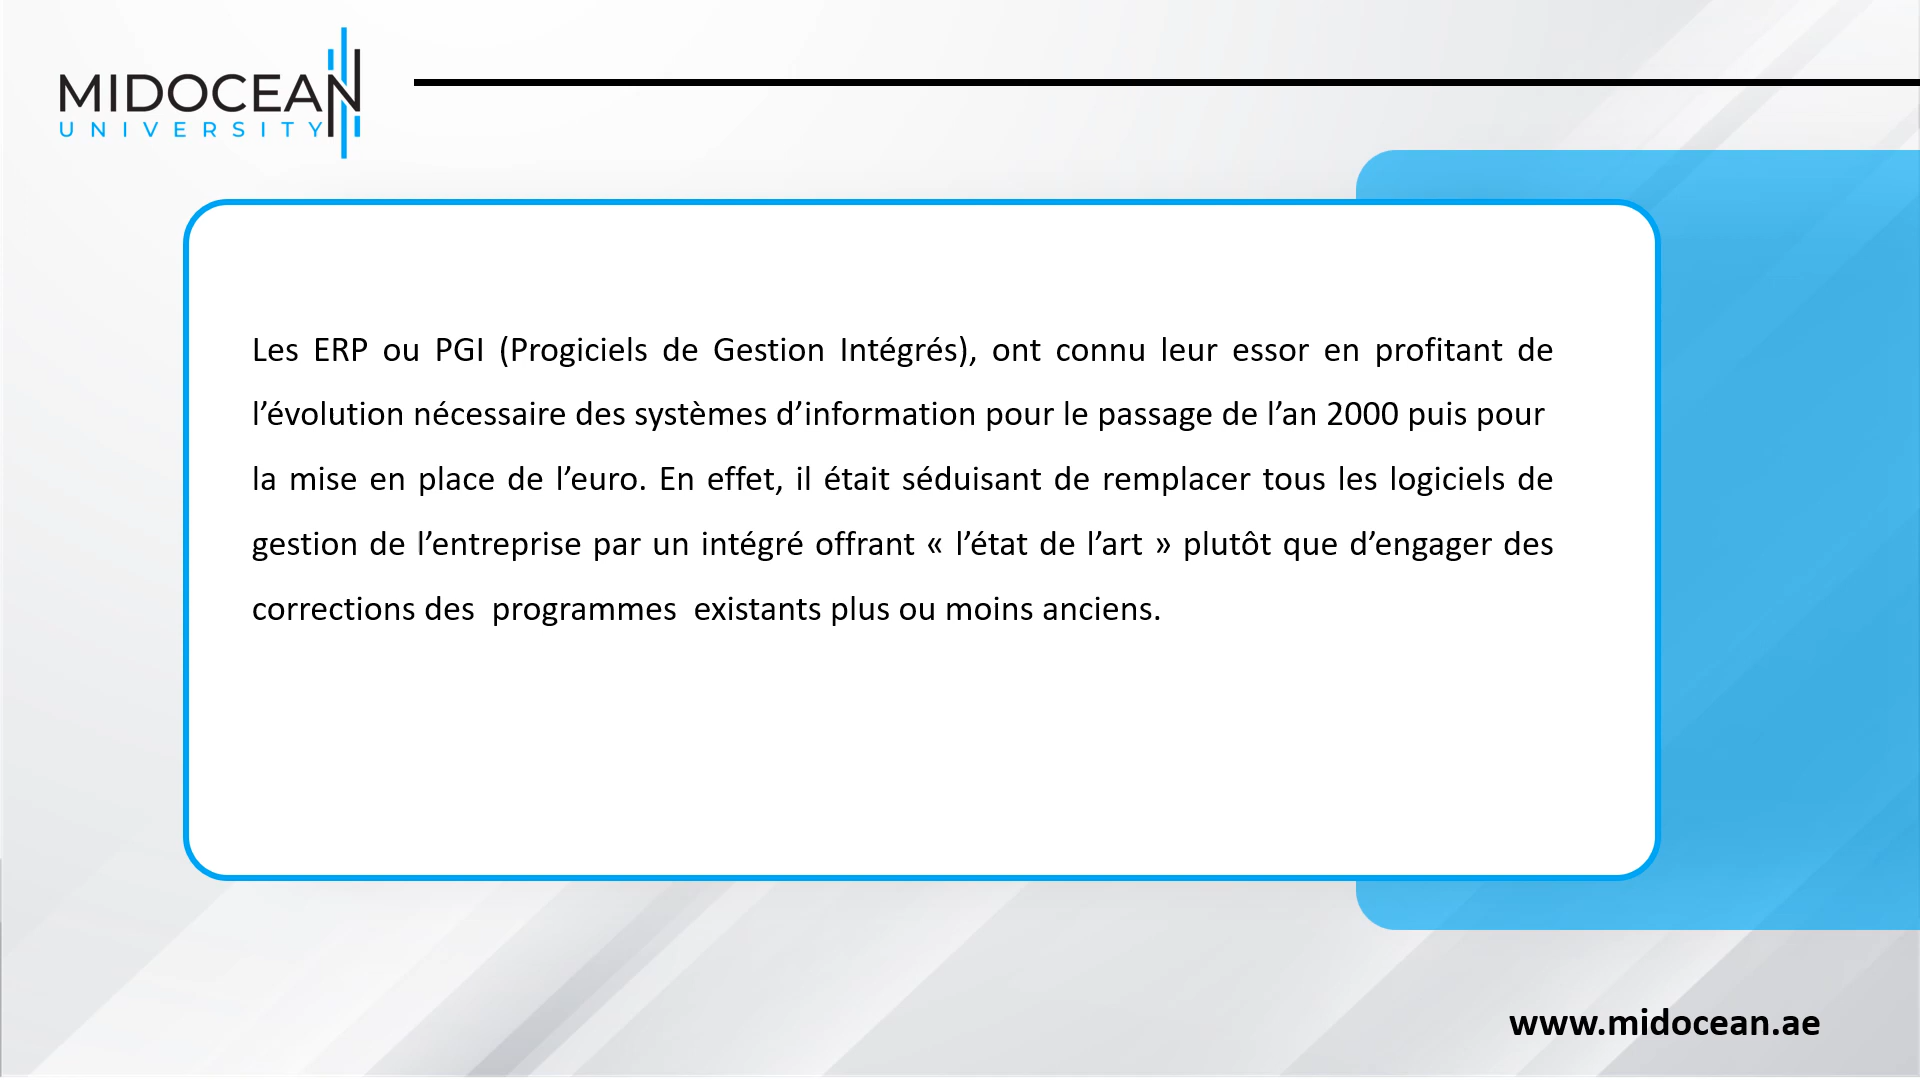 MIDOCEAN
UNIVERSITY
Les ERP ou PGI (Progiciels de Gestion Intégrés), ont connu leur essor en profitant de
l’évolution nécessaire des systèmes d’information pour le passage de l’an 2000 puis pour
la mise en place de l’euro. En effet, il était séduisant de remplacer tous les logiciels de
gestion de l’entreprise par un intégré offrant « l’état de l’art » plutôt que d’engager des
corrections des programmes existants plus ou moins anciens.
www.midocean.ae